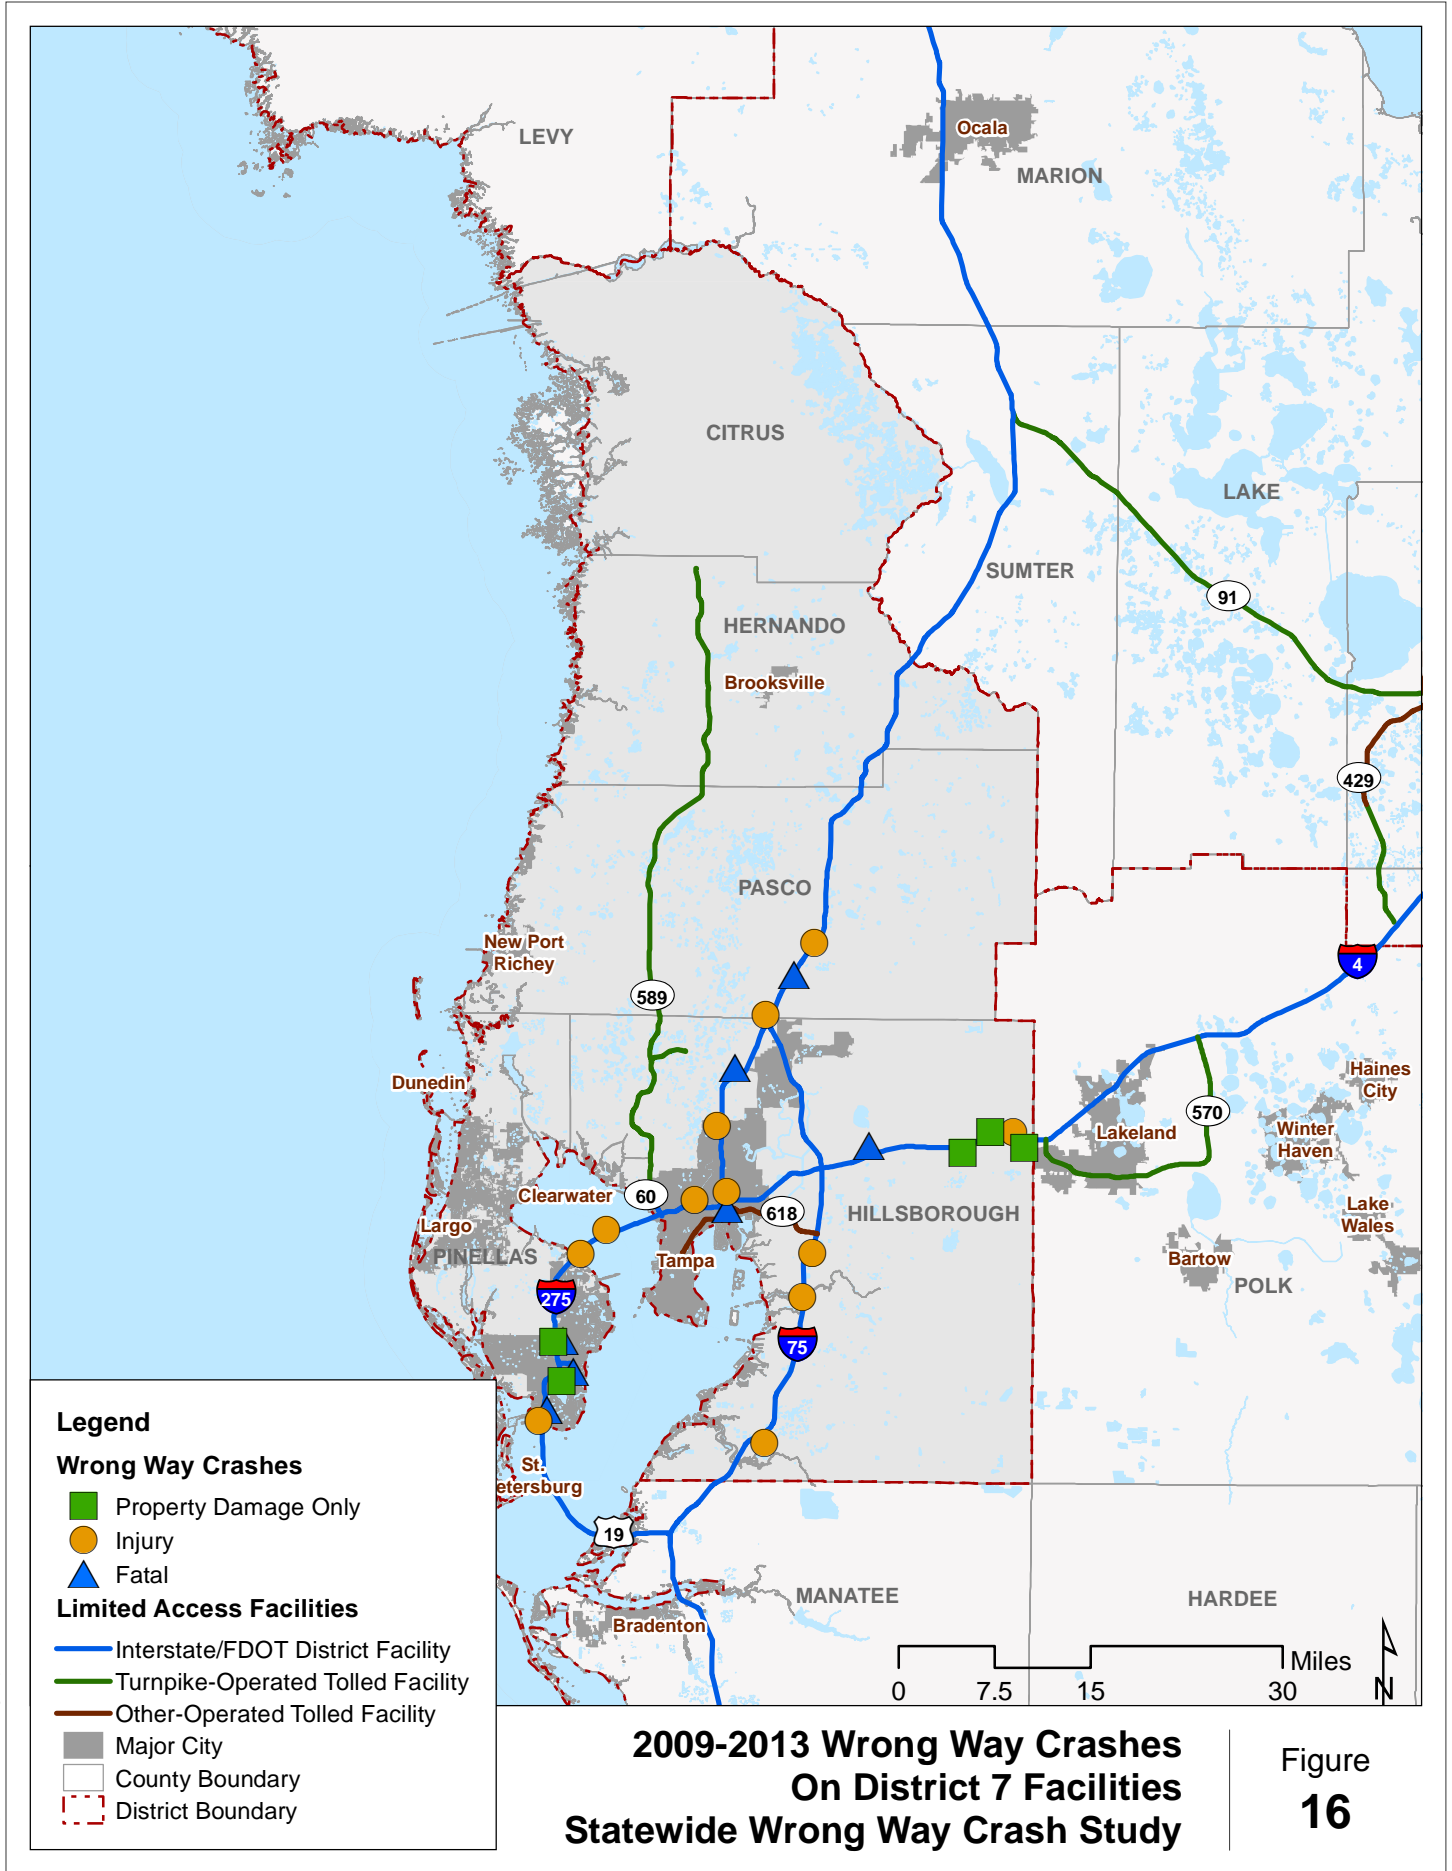 LEVY
Ocala
MARION
CITRUS
LAKE
SUMTER
91
HERNANDO
Brooksville
429
PASCO
New Port
Richey
4
589
Dunedin
Haines
City
570
Lakeland
Winter
Haven
Clearwater
60
Largo
618
HILLSBOROUGH
Lake
Wales
PINELLAS
Tampa
Bartow
POLK
275
75
St.
etersburg
19
MANATEE
HARDEE
Bradenton
Legend
Wrong Way Crashes
Property Damage Only
Injury
Fatal
Limited Access Facilities
Interstate/FDOT District Facility
Turnpike-Operated Tolled Facility
Other-Operated Tolled Facility
Major City
County Boundary
District Boundary
Miles
0 7.5 15 30
N
2009-2013 Wrong Way Crashes
On District 7 Facilities
Statewide Wrong Way Crash Study
Figure
16